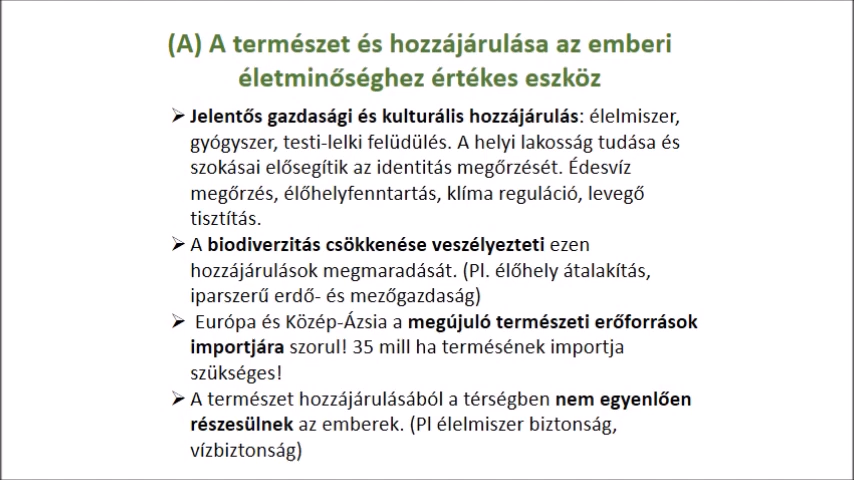 (A) A természet és hozzájárulása az emberi
életminőséghez értékes eszköz
➢ Jelentős gazdasági és kulturális hozzájárulás: élelmiszer,
gyógyszer, testi-lelki felüdülés. A helyi lakosság tudása és
szokásai elősegítik az identitás megőrzését. Édesvíz
megőrzés, élőhelyfenntartás, klíma reguláció, levegő
tisztítás.
➢ A biodiverzitás csökkenése veszélyezteti ezen
hozzájárulások megmaradását. (Pl. élőhely átalakítás,
iparszerű erdő- és mezőgazdaság)
➢ Európa és Közép-Ázsia a megújuló természeti erőforrások
importjára szorul! 35 mill ha termésének importja
szükséges!
➢ A természet hozzájárulásából a térségben nem egyenlően
részesülnek az emberek. (Pl élelmiszer biztonság,
vízbiztonság)